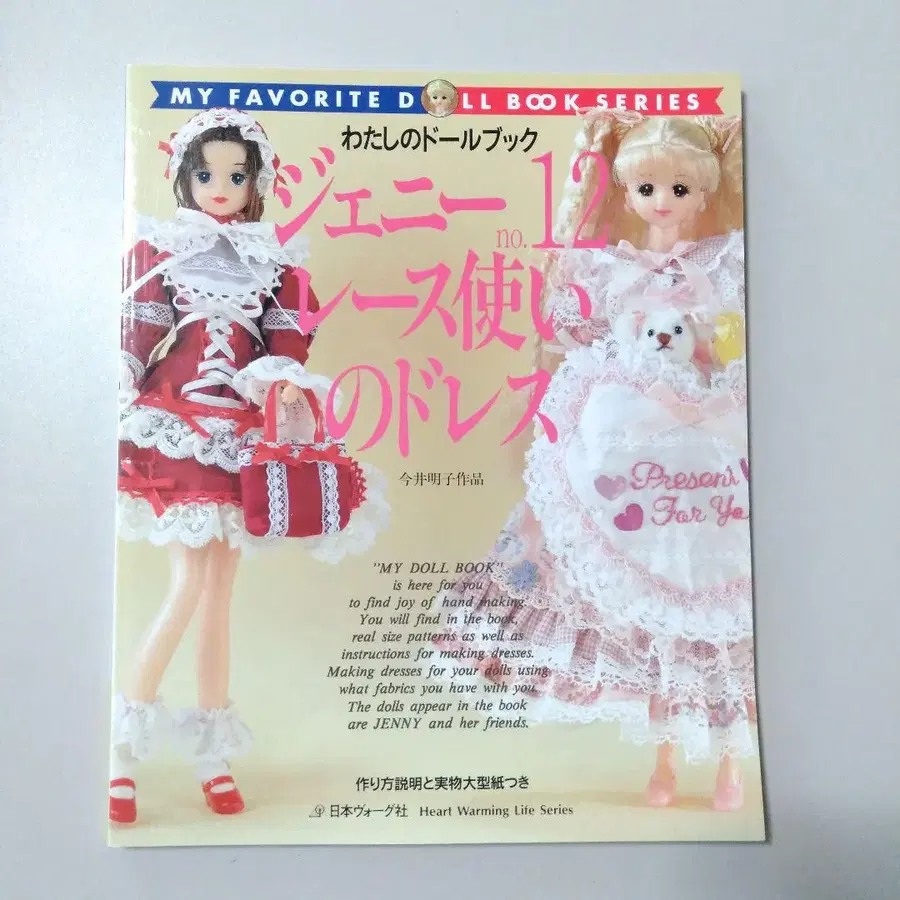 MY FAVORITE DOLL BOOK SERIES
わたしのドールブック
ジェニー no.12
レース使い
のドレス
今井明子作品
"MY DOLL BOOK"
is here for you
to find joy of hand making.
You will find in the book,
real size patterns as well as
instructions for making dresses.
Making dresses for your dolls using
what fabrics you have with you.
The dolls appear in the book
are JENNY and her friends.
Present
For Yo
作り方説明と実物大型紙つき
日本ヴォーグ社 Heart Warming Life Series